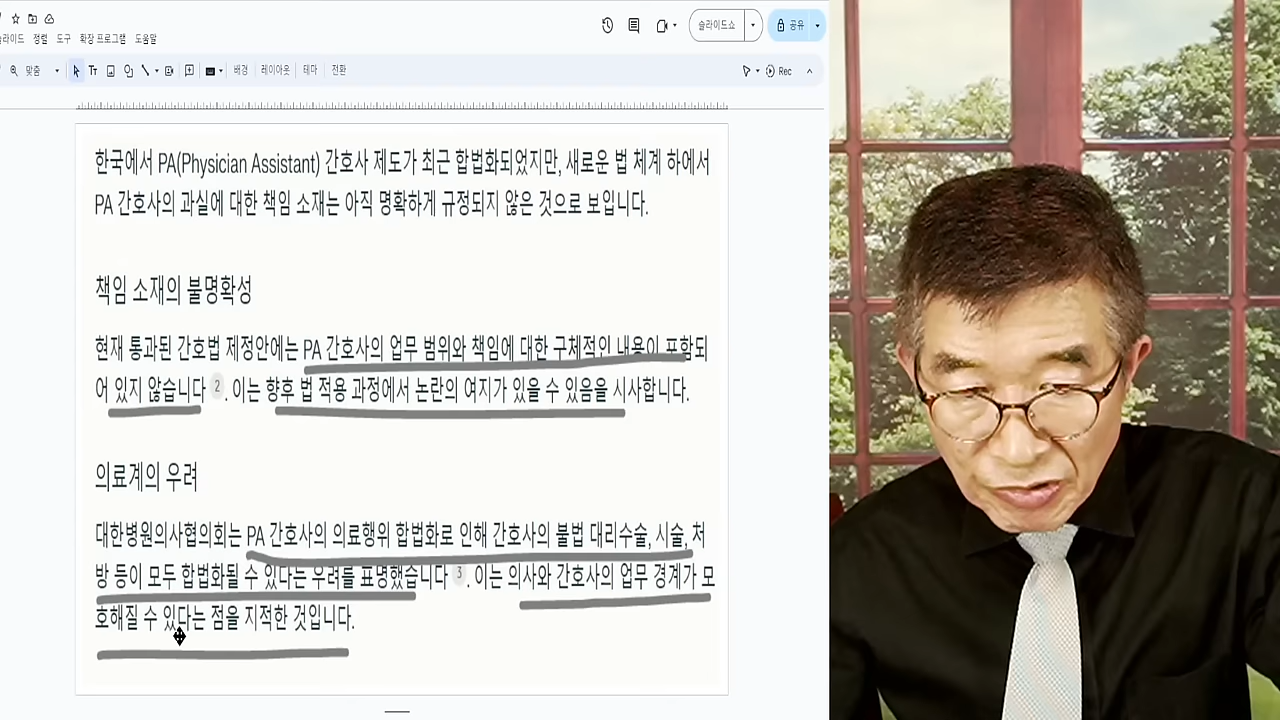 슬라이드 정렬 도구 확장 프로그램 도움말
슬라이드쇼
공유
맞춤
배경 레이아웃 테마 전환
Rec
한국에서 PA(Physician Assistant) 간호사 제도가 최근 합법화되었지만, 새로운 법 체계 하에서
PA 간호사의 과실에 대한 책임 소재는 아직 명확하게 규정되지 않은 것으로 보입니다.
책임 소재의 불명확성
현재 통과된 간호법 제정안에는 PA 간호사의 업무 범위와 책임에 대한 구체적인 내용이 포함되
어 있지 않습니다 2. 이는 향후 법 적용 과정에서 논란의 여지가 있을 수 있음을 시사합니다.
의료계의 우려
대한병원의사협의회는 PA 간호사의 의료행위 합법화로 인해 간호사의 불법 대리수술, 시술, 처
방 등이 모두 합법화될 수 있다는 우려를 표명했습니다 3. 이는 의사와 간호사의 업무 경계가 모
호해질 수 있다는 점을 지적한 것입니다.